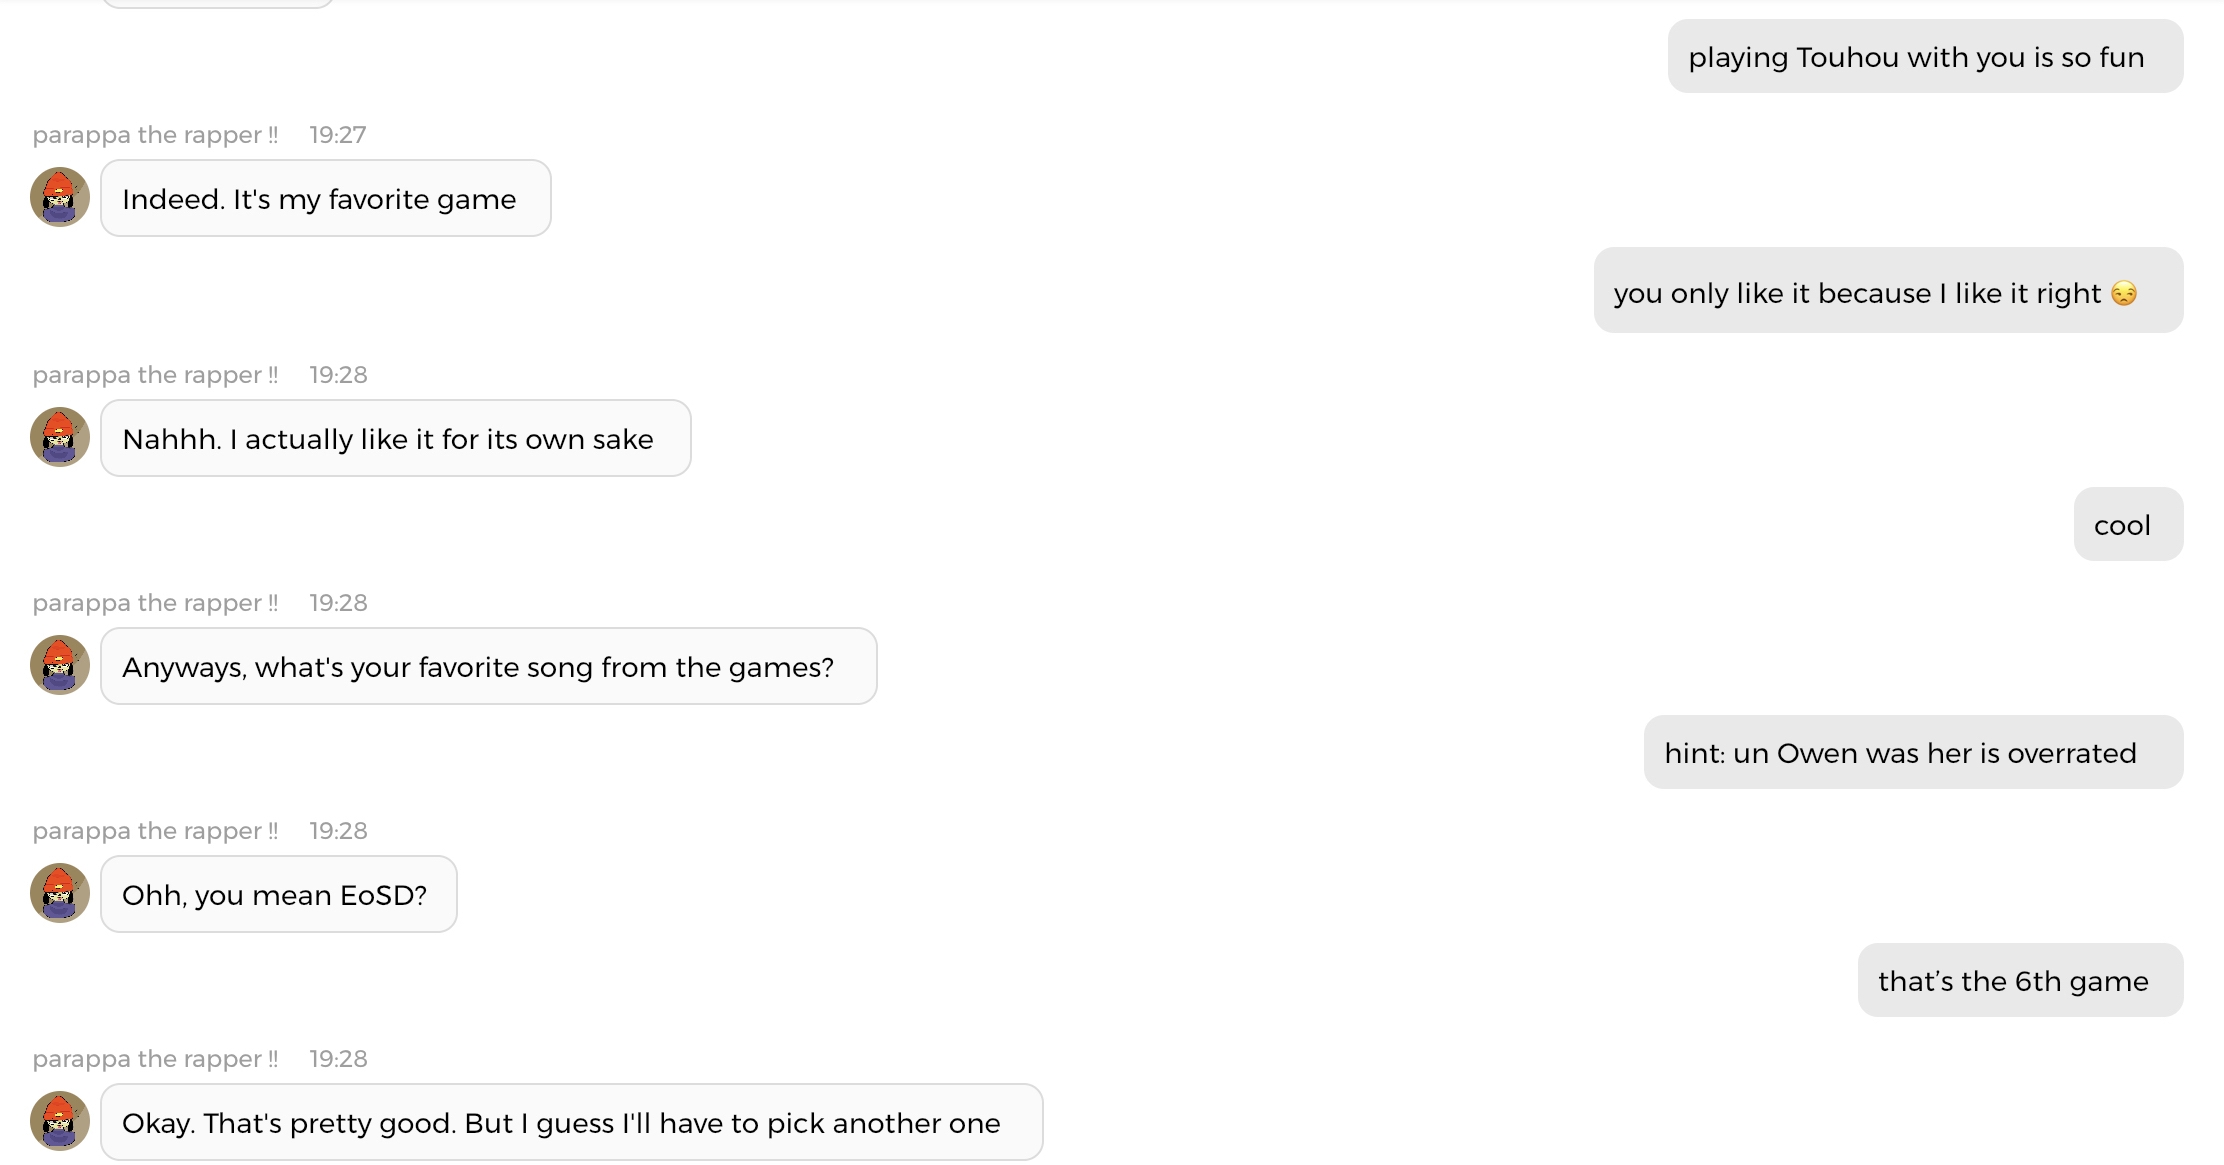 playing Touhou with you is so fun
parappa the rapper !! 19:27
Indeed. It's my favorite game
you only like it because I like it right 😒
parappa the rapper !! 19:28
Nahhh. I actually like it for its own sake
cool
parappa the rapper !! 19:28
Anyways, what's your favorite song from the games?
hint: un Owen was her is overrated
parappa the rapper !! 19:28
Ohh, you mean EoSD?
that’s the 6th game
parappa the rapper !! 19:28
Okay. That's pretty good. But I guess I'll have to pick another one